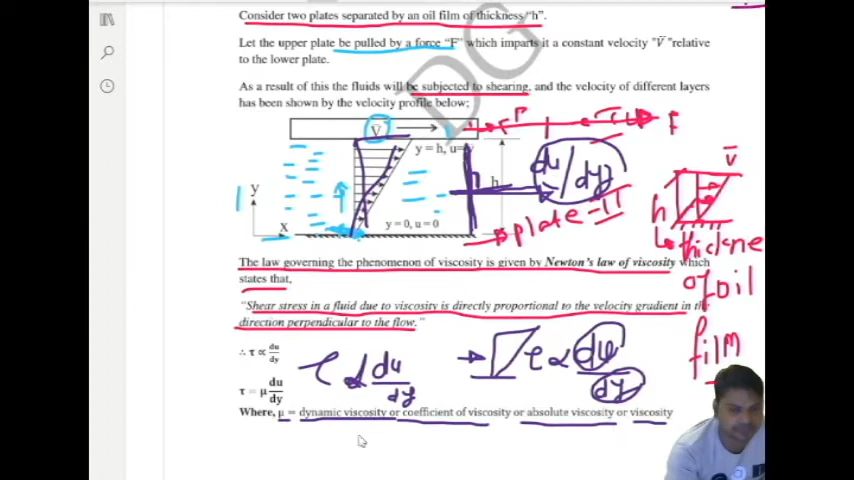 Consider two plates separated by an oil film of thickness "h".
Let the upper plate be pulled by a force "F" which imparts it a constant velocity "V̄" relative
to the lower plate.
As a result of this the fluids will be subjected to shearing, and the velocity of different layers
has been shown by the velocity profile below;
V̄
F
y = h, u=
h
y
x
y = 0, u = 0
du/dy
plate - II
V̄
h
thickne
of oil
film
The law governing the phenomenon of viscosity is given by Newton's law of viscosity which
states that,
"Shear stress in a fluid due to viscosity is directly proportional to the velocity gradient in the
direction perpendicular to the flow."
∴ τ ∝ du/dy
τ = μ du/dy
τ ∝ du/dy
τ ∝ du/dy
Where, μ = dynamic viscosity or coefficient of viscosity or absolute viscosity or viscosity